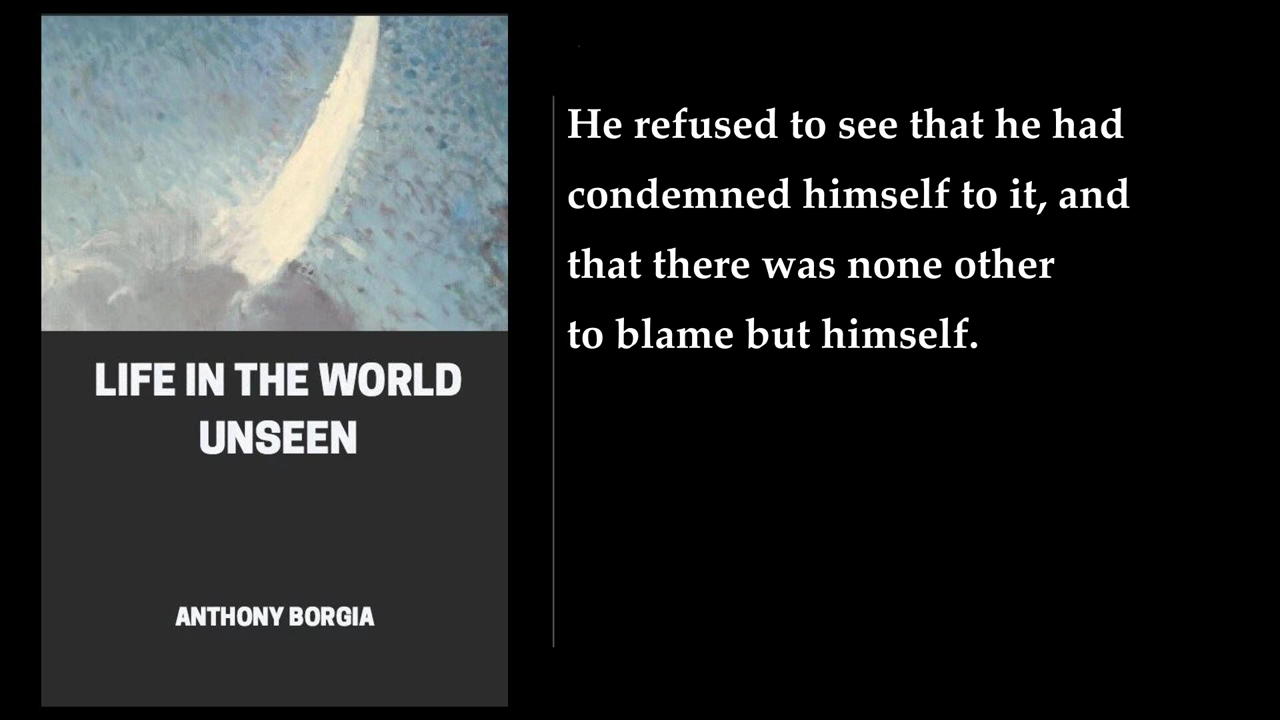 LIFE IN THE WORLD
UNSEEN
ANTHONY BORGIA
He refused to see that he had
condemned himself to it, and
that there was none other
to blame but himself.